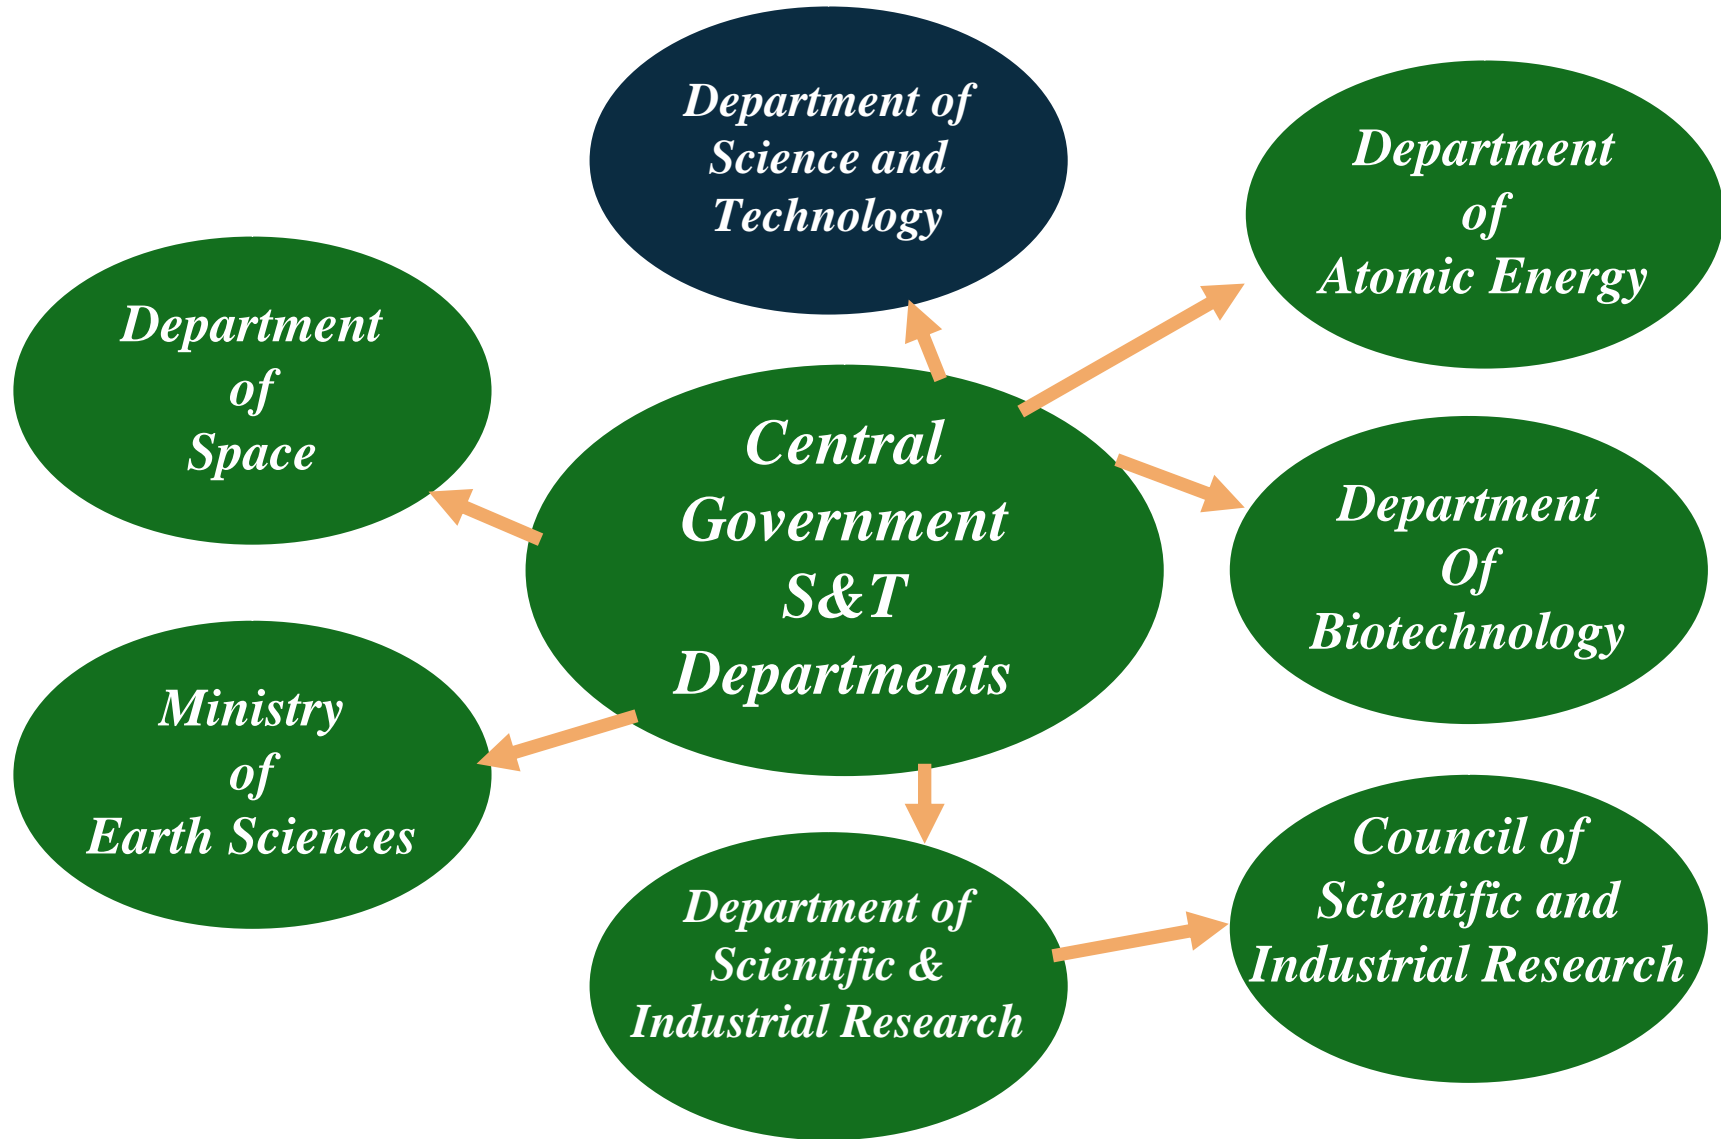 Department of
Science and
Technology
Department
of
Atomic Energy
Department
of
Space
Central
Government
S&T
Departments
Department
Of
Biotechnology
Ministry
of
Earth Sciences
Department of
Scientific &
Industrial Research
Council of
Scientific and
Industrial Research